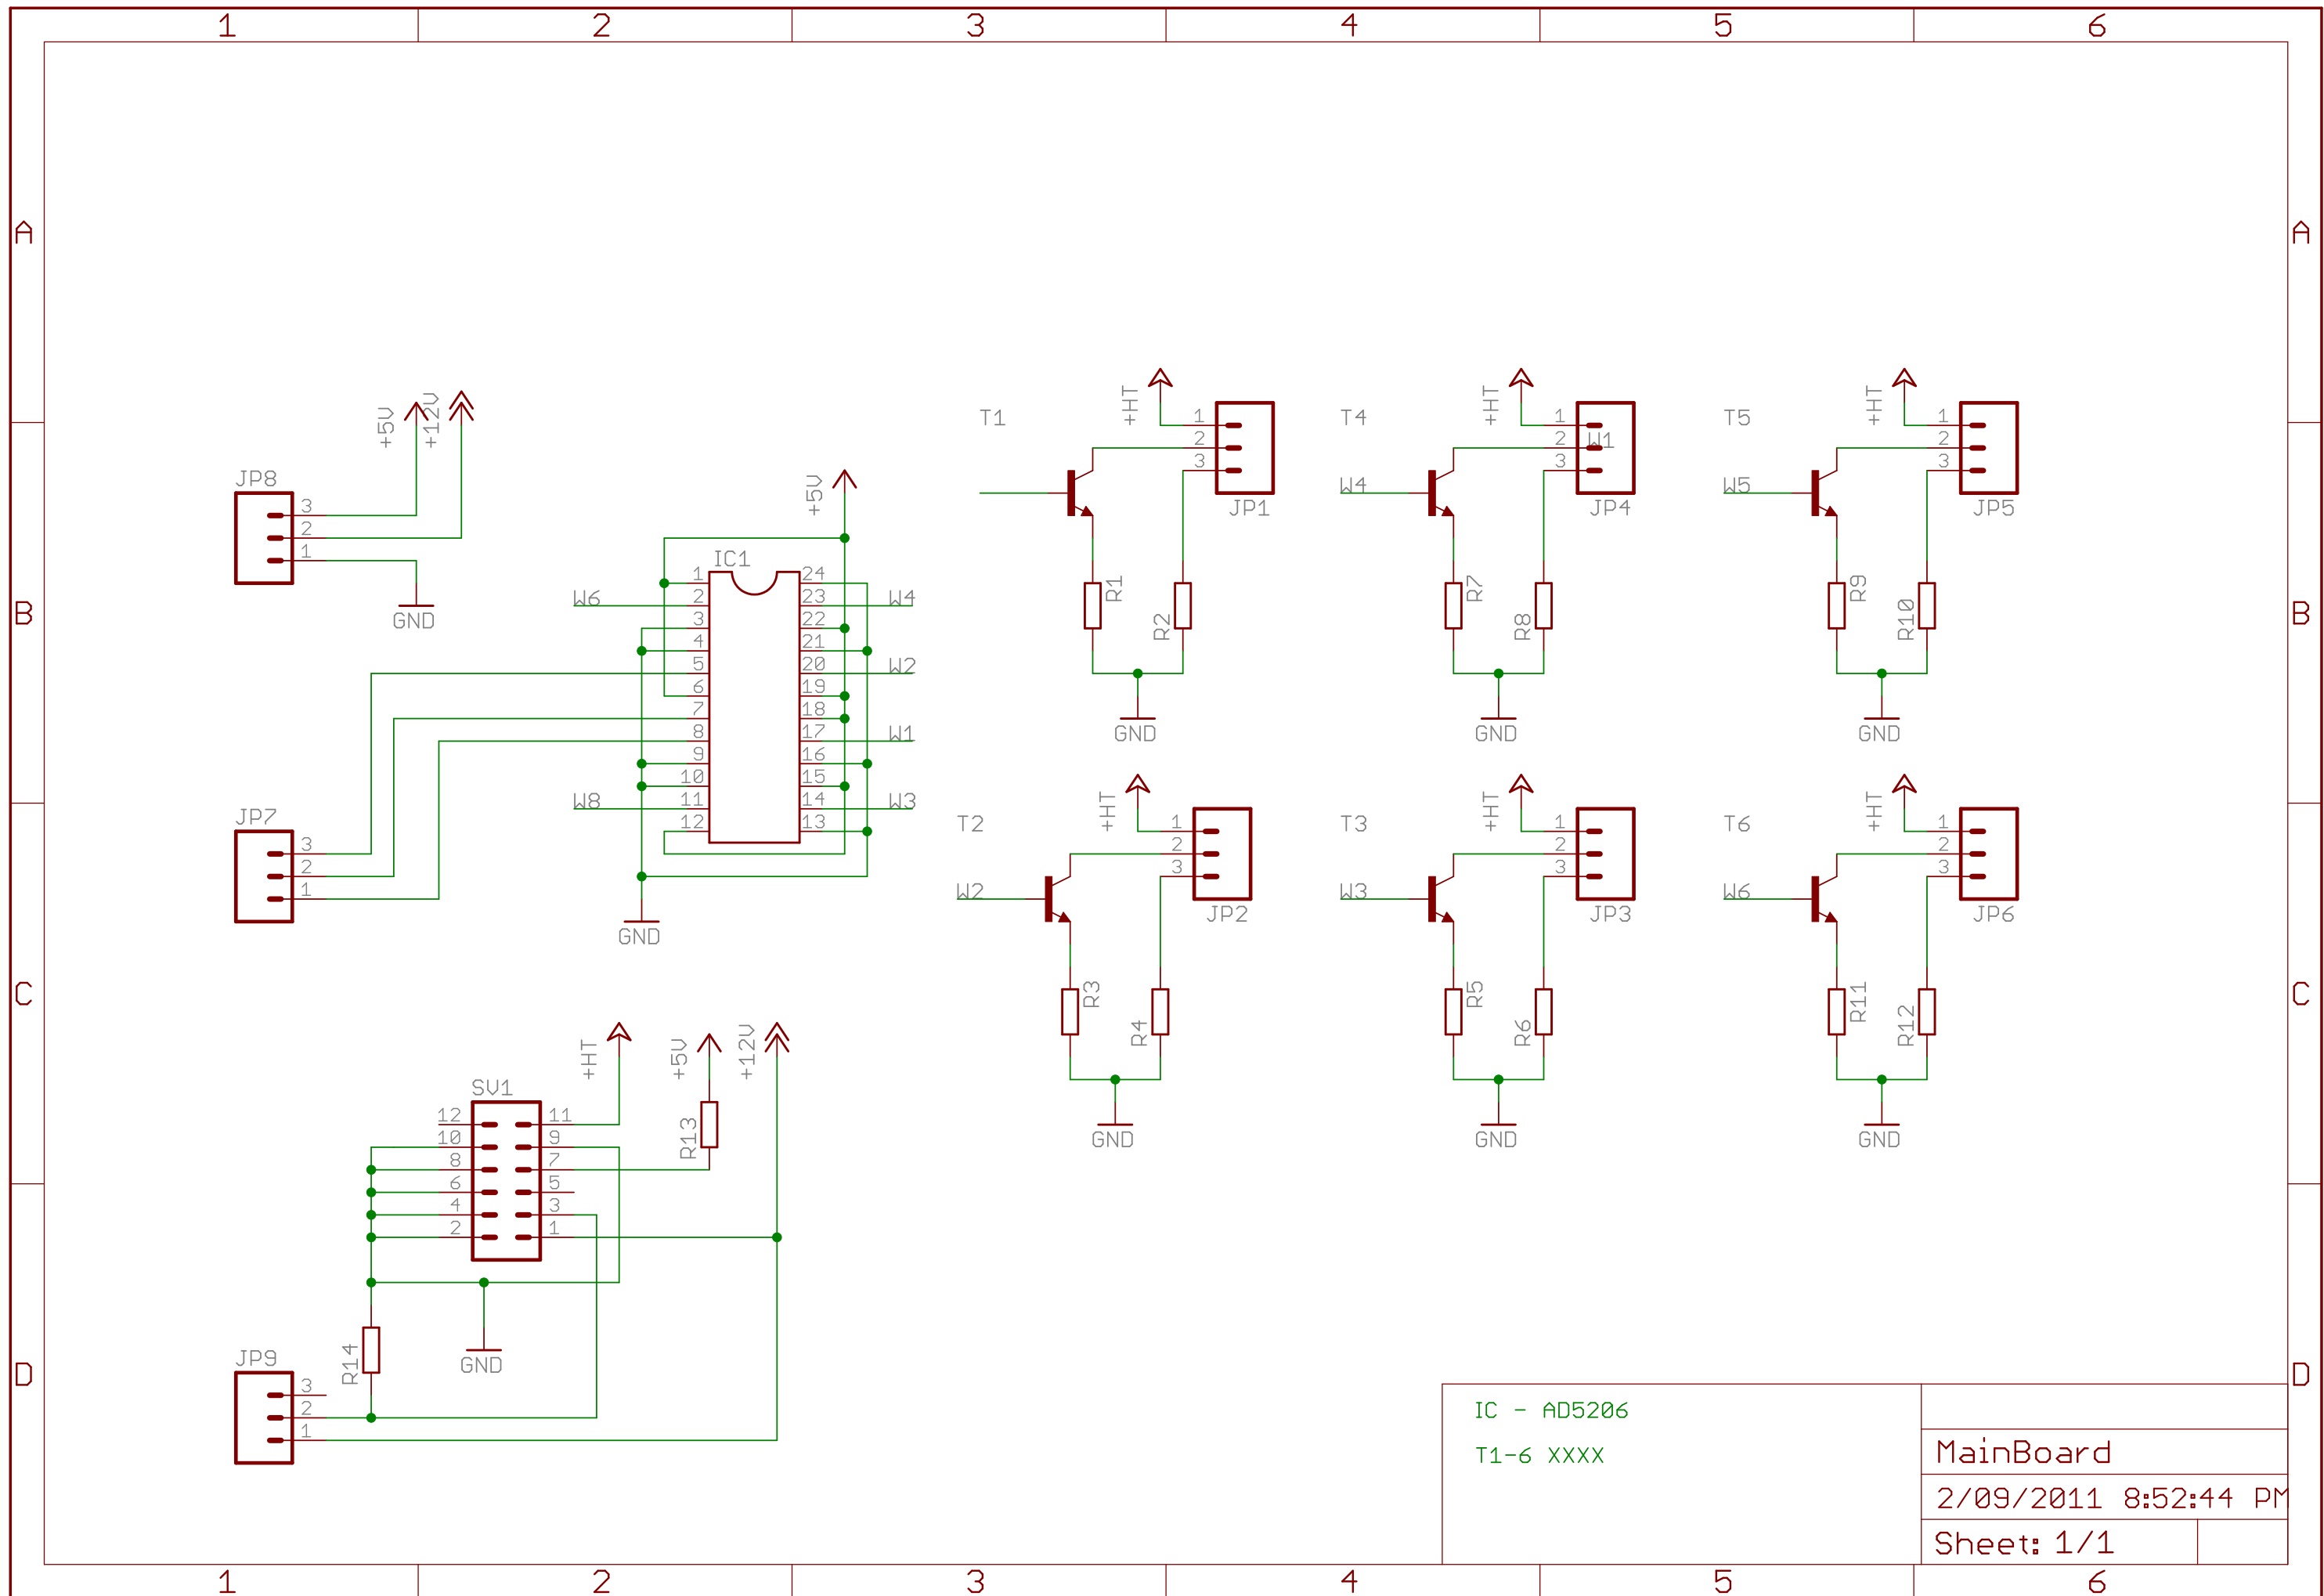 1 2 3 4 5 6
A A
+HT +HT +HT
+5V +12V
T1 T4 T5
1 1 1
2 2 W1 2
3 3 3
JP8
+5V
W4 W5
JP1 JP4 JP5
3
2
1
IC1
GND
1 24
W6 2 23 W4
3 22
4 21
5 20 W2
6 19
7 18
8 17 W1
9 16
10 15
W8 11 14 W3
12 13
GND
R1 R2 R7 R8 R9 R10
B B
GND GND GND
JP7
3
2
1
+HT +HT +HT
T2 T3 T6
1 1 1
2 2 2
3 3 3
W2 W3 W6
JP2 JP3 JP6
R3 R4 R5 R6 R11 R12
C C
GND GND GND
+HT +5V +12V
SV1
12 11
10 9
8 7
6 5
4 3
2 1
R13
GND
R14
JP9
3
2
1
D D
IC - AD5206
T1-6 XXXX
MainBoard
2/09/2011 8:52:44 PM
Sheet: 1/1
1 2 3 4 5 6